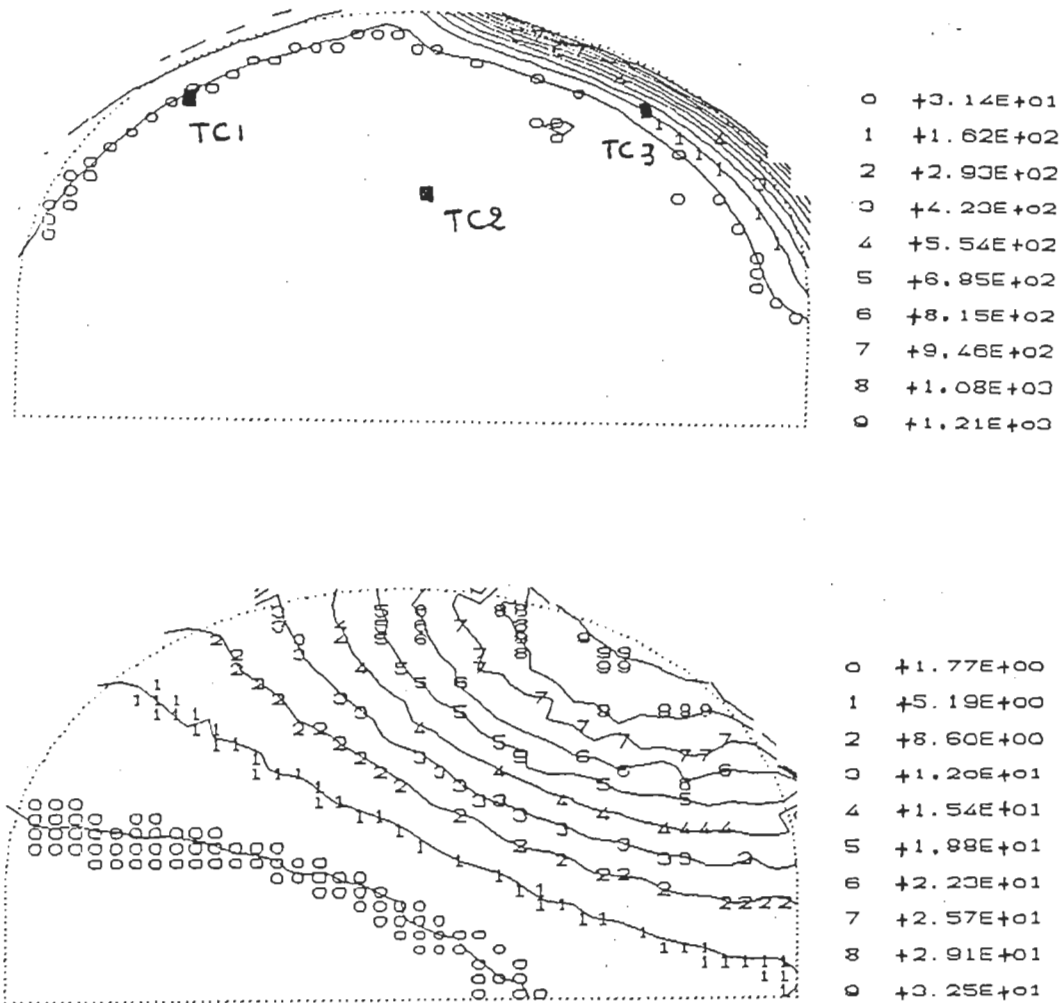 0 +3.14E+01
TC1
TC3
1 +1.62E+02
2 +2.93E+02
TC2
3 +4.23E+02
4 +5.54E+02
5 +6.85E+02
6 +8.15E+02
7 +9.46E+02
8 +1.08E+03
9 +1.21E+03
0 +1.77E+00
1 +5.19E+00
2 +8.60E+00
3 +1.20E+01
4 +1.54E+01
5 +1.88E+01
6 +2.23E+01
7 +2.57E+01
8 +2.91E+01
9 +3.25E+01